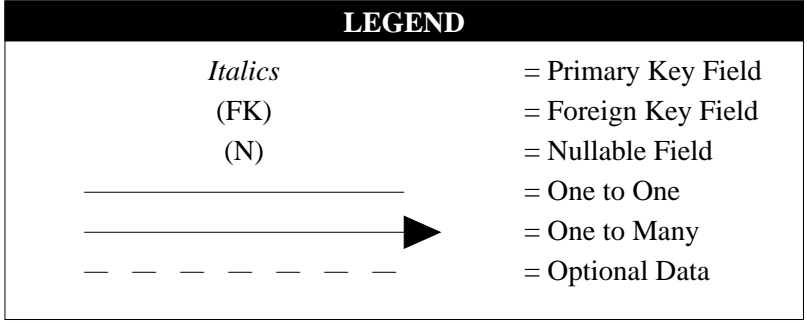 LEGEND
Italics = Primary Key Field
(FK) = Foreign Key Field
(N) = Nullable Field
= One to One
= One to Many
= Optional Data